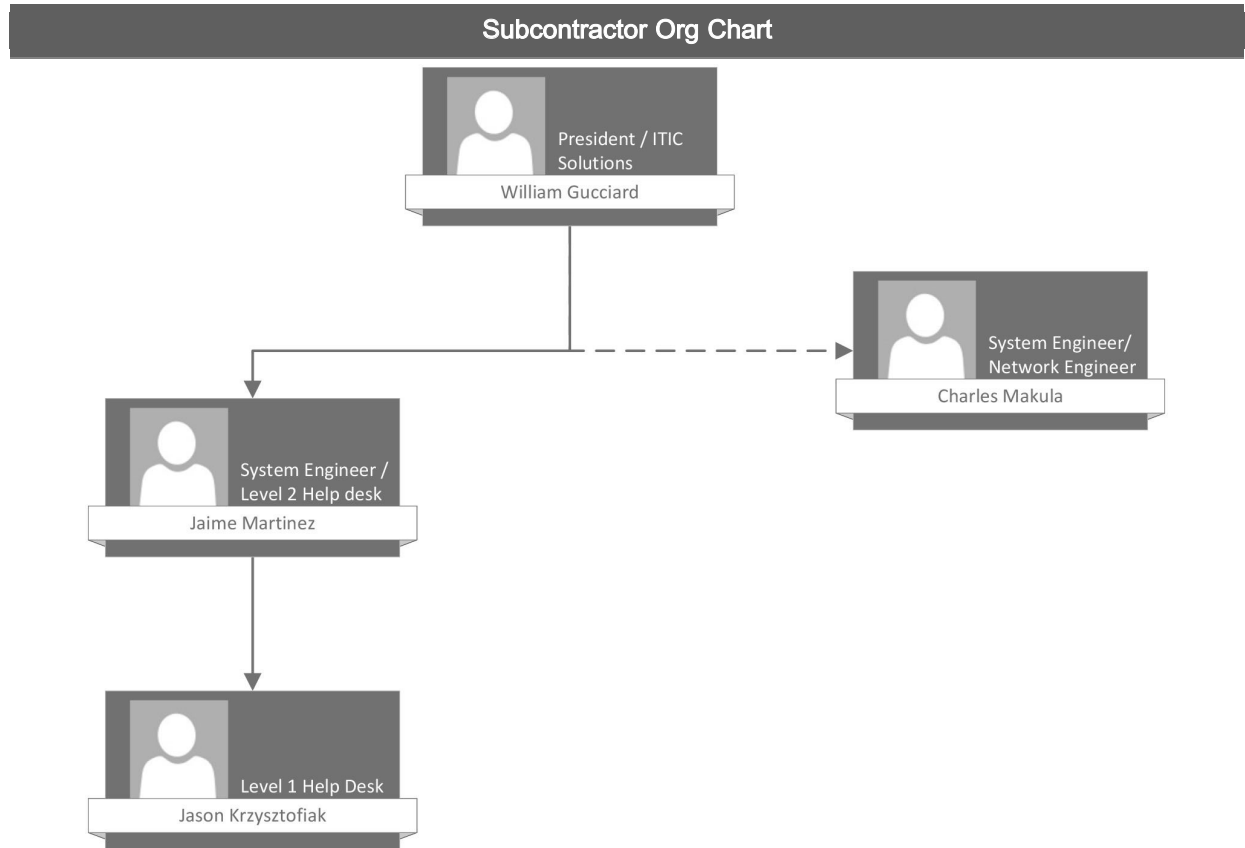 Subcontractor Org Chart
President / ITIC
Solutions
William Gucciard
System Engineer/
Network Engineer
Charles Makula
System Engineer /
Level 2 Help desk
Jaime Martinez
Level 1 Help Desk
Jason Krzysztofiak